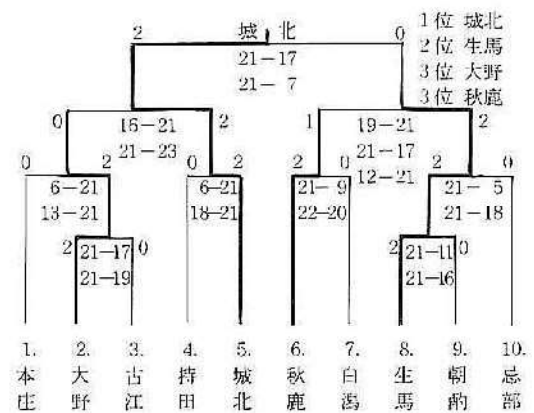 2 城北 0
21-17
21- 7
1位 城北
2位 生馬
3位 大野
3位 秋鹿
0 16-21 2 1 19-21 2
21-23 21-17
12-21
0 2 0 2 2 0 2 0
6-21 6-21 21- 9 21- 5
13-21 18-21 22-20 21-18
2 21-17 0 2 21-11 0
21-19 21-16
1. 2. 3. 4. 5. 6. 7. 8. 9. 10.
本庄 大野 古江 持田 城北 秋鹿 白潟 生馬 朝酌 忌部